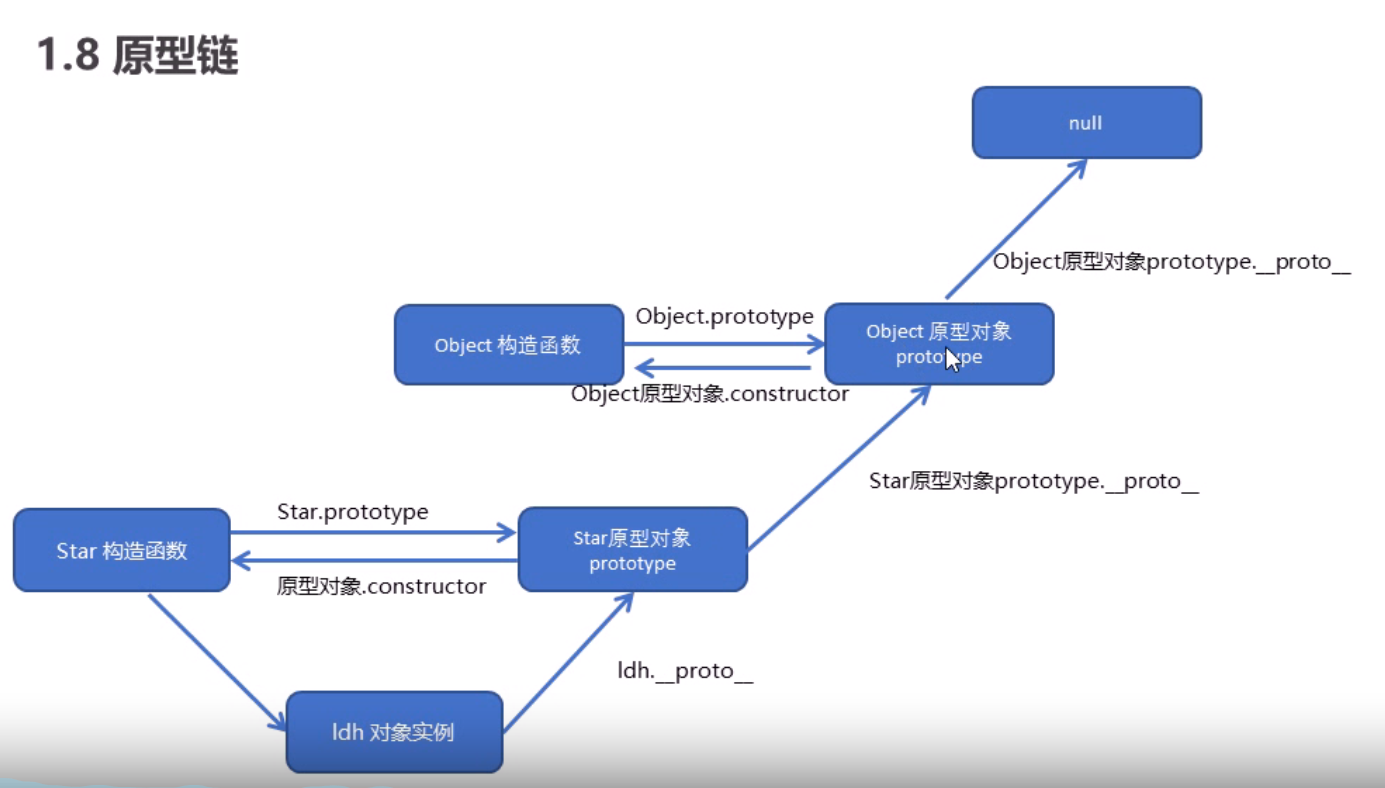 1.8 原型链
null
Object原型对象prototype.__proto__
Object.prototype
Object 构造函数
Object 原型对象
prototype
Object原型对象.constructor
Star原型对象prototype.__proto__
Star.prototype
Star 构造函数
Star原型对象
prototype
原型对象.constructor
ldh.__proto__
ldh 对象实例